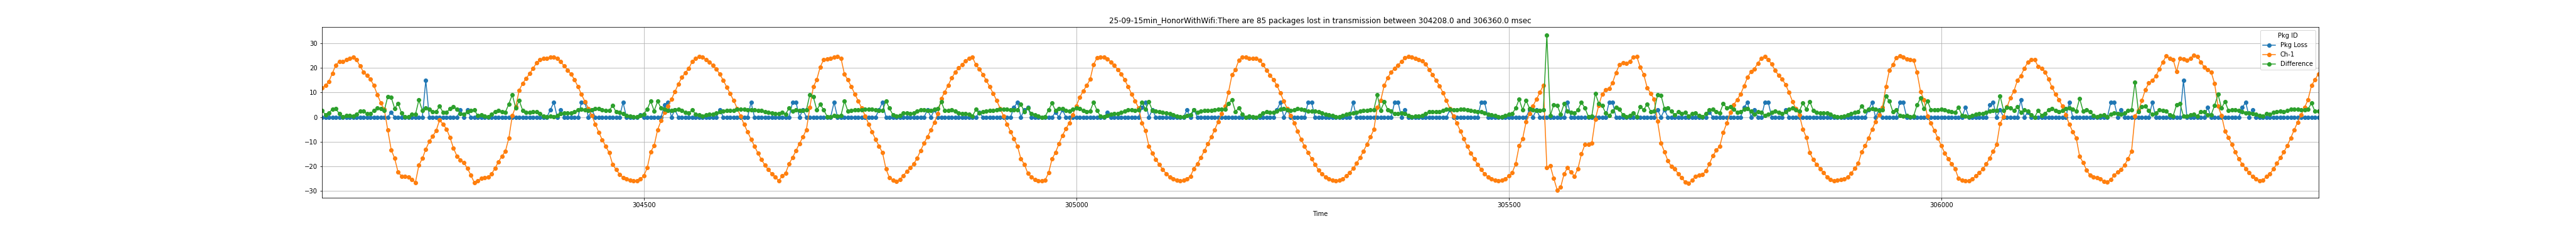 25-09-15min_HonorWithWifi:There are 85 packages lost in transmission between 304208.0 and 306360.0 msec
Pkg ID
Pkg Loss
Ch-1
Difference
30
20
10
0
−10
−20
−30
304500
305000
305500
306000
Time